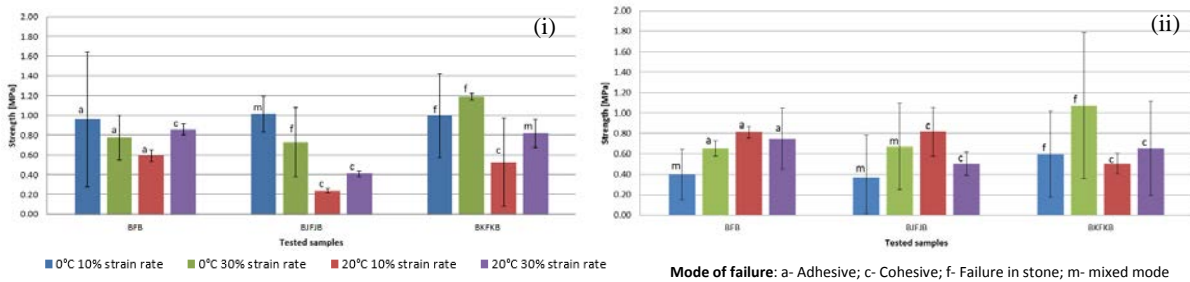 (i)
2.00
1.80
1.60
1.40
1.20
1.00
0.80
0.60
0.40
0.20
0.00
Strength [MPa]
a a a c
m f c c
f f c m
BFB BJFJB BKFKB
Tested samples
0°C 10% strain rate 0°C 30% strain rate 20°C 10% strain rate 20°C 30% strain rate
(ii)
2.00
1.80
1.60
1.40
1.20
1.00
0.80
0.60
0.40
0.20
0.00
Strength [MPa]
m a a a
m m c c
f f c c
BFB BJFJB BKFKB
Tested samples
Mode of failure: a- Adhesive; c- Cohesive; f- Failure in stone; m- mixed mode